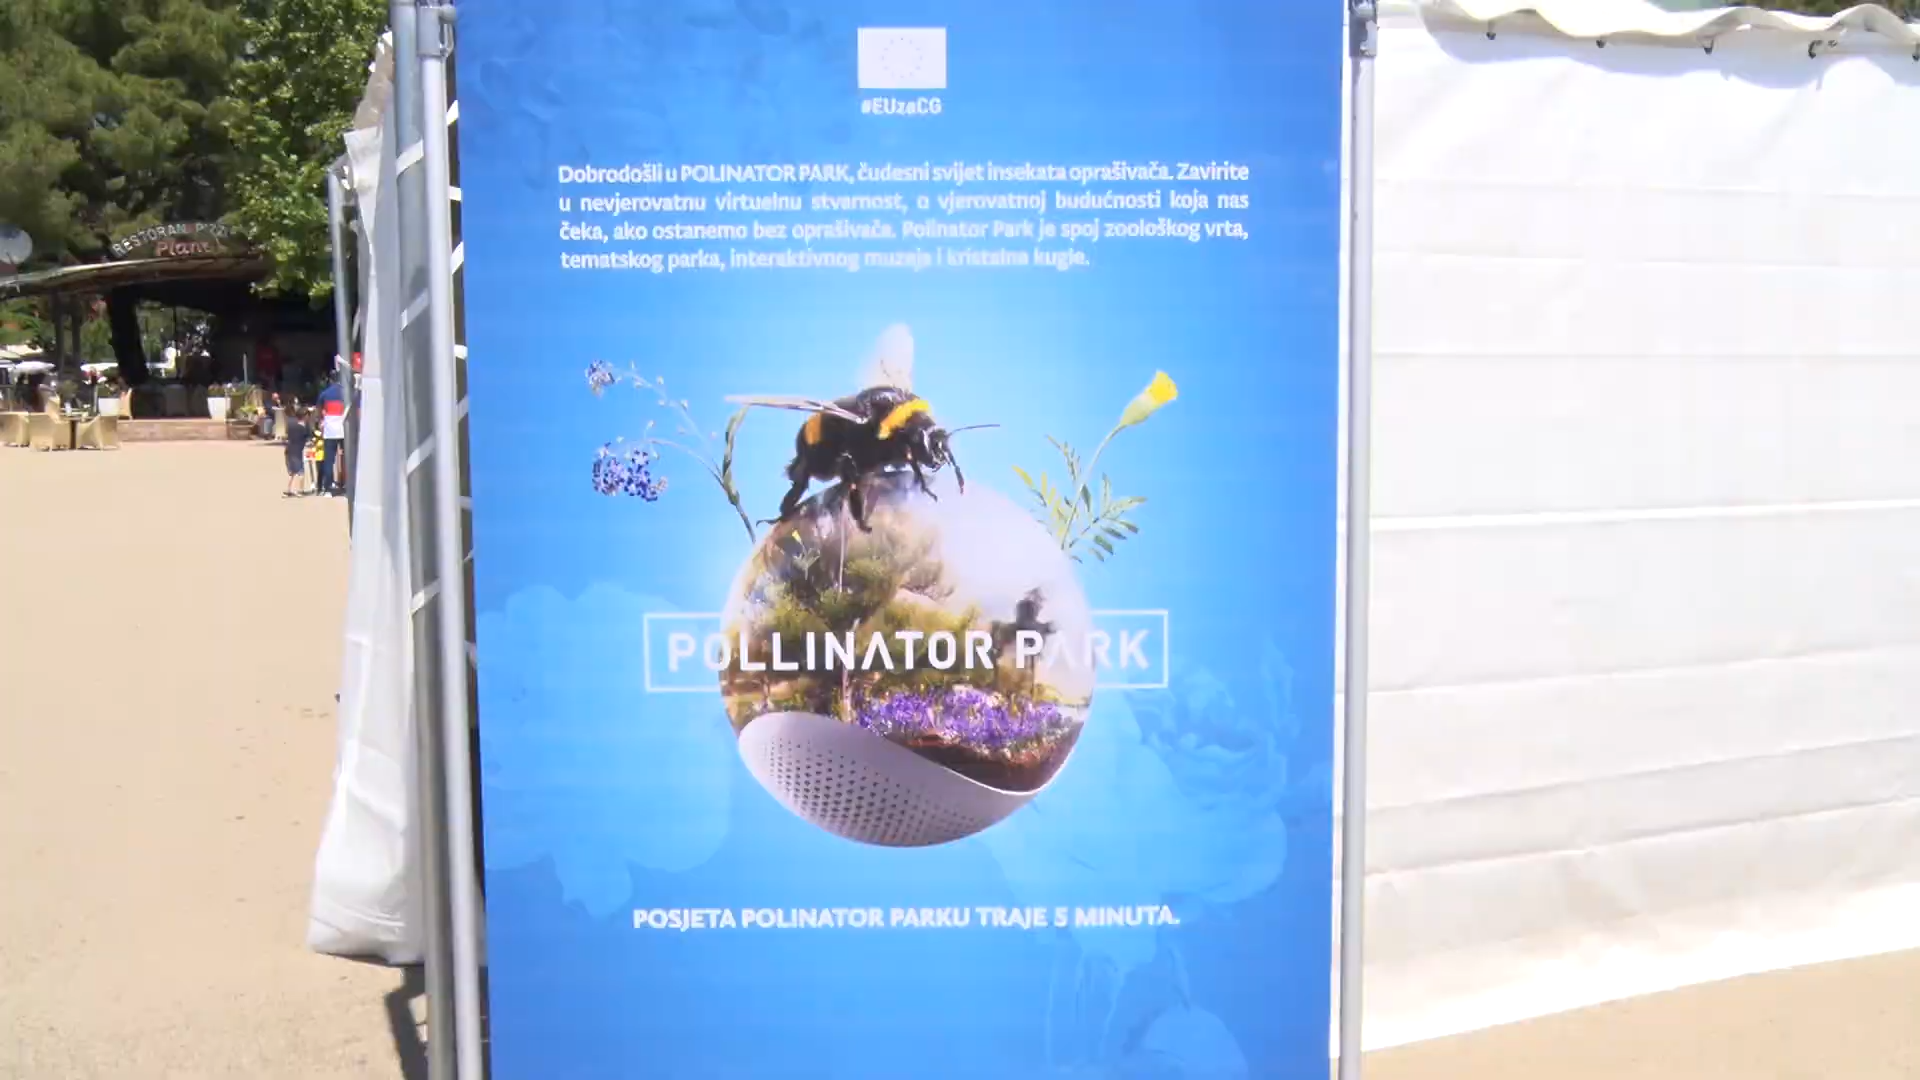 #EUzaCG
Dobrodošli u POLINATOR PARK, čudesni svijet insekata oprašivača. Zavirite
u nevjerovatnu virtuelnu stvarnost, o vjerovatnoj budućnosti koja nas
čeka, ako ostanemo bez oprašivača. Polinator Park je spoj zoološkog vrta,
tematskog parka, interaktivnog muzeja i kristalne kugle.
RESTORAN PIZZ
Planet
POLLINATOR PARK
POSJETA POLINATOR PARKU TRAJE 5 MINUTA.